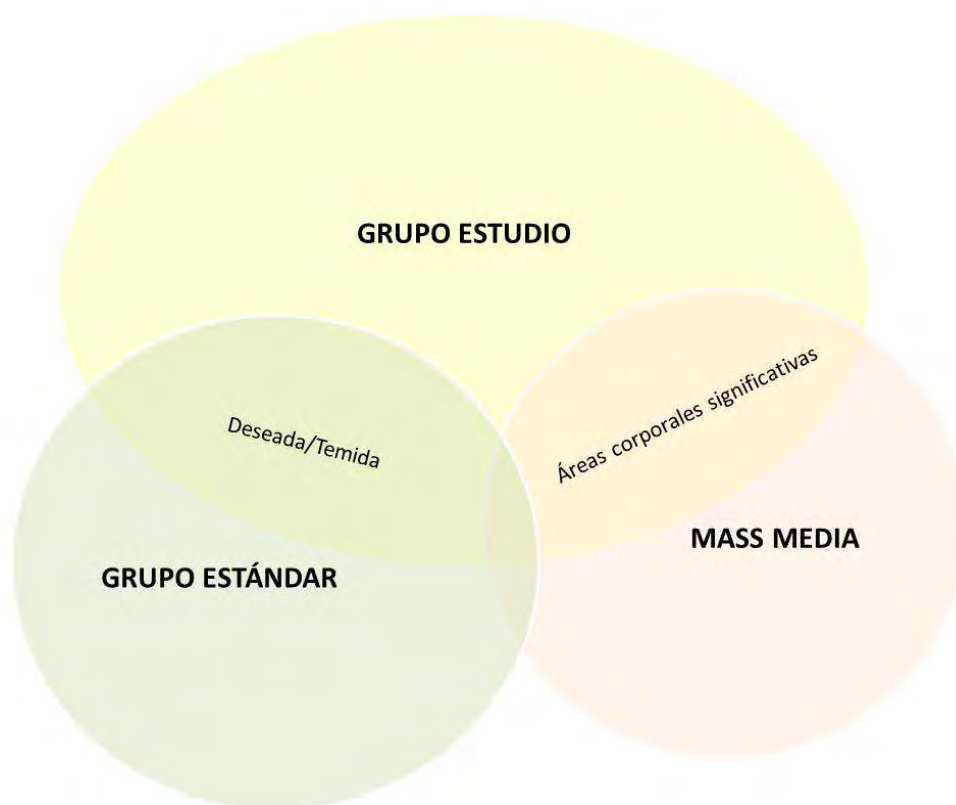 GRUPO ESTUDIO
Deseada/Temida
Áreas corporales significativas
GRUPO ESTÁNDAR
MASS MEDIA